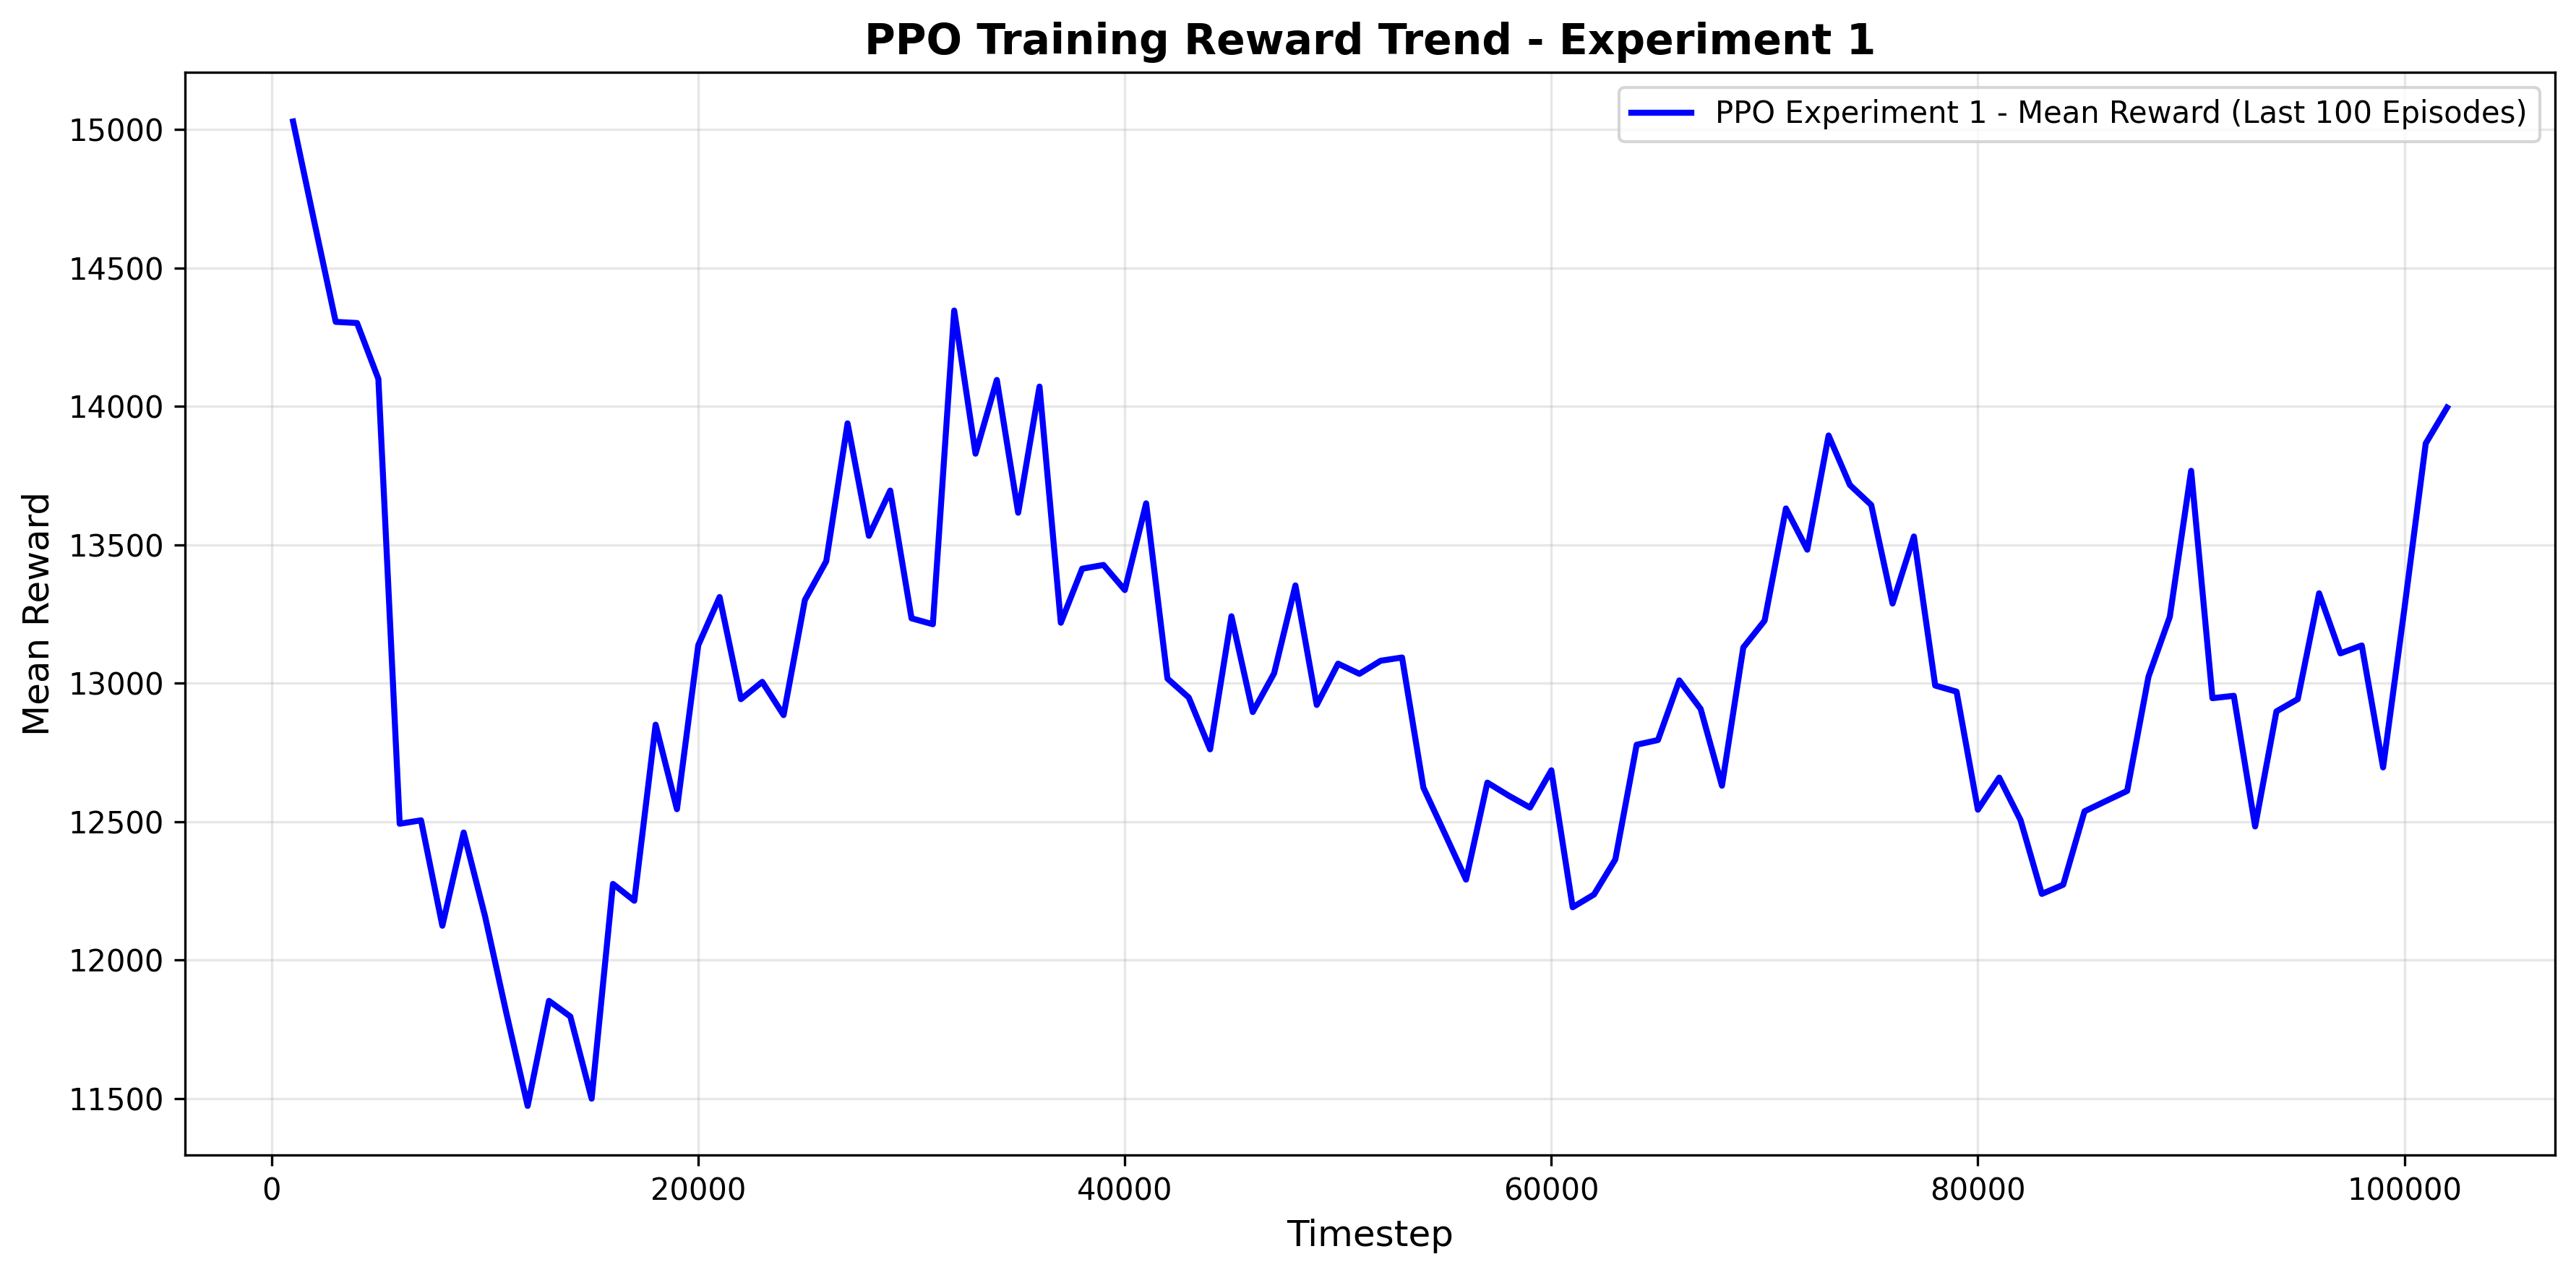 PPO Training Reward Trend - Experiment 1
PPO Experiment 1 - Mean Reward (Last 100 Episodes)
Mean Reward
15000
14500
14000
13500
13000
12500
12000
11500
0 20000 40000 60000 80000 100000
Timestep